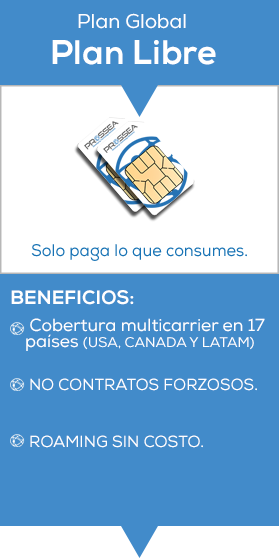 Plan Global
Plan Libre
PROSSEA
PROSSEA
Solo paga lo que consumes.
BENEFICIOS:
Cobertura multicarrier en 17
países (USA, CANADA Y LATAM)
NO CONTRATOS FORZOSOS.
ROAMING SIN COSTO.